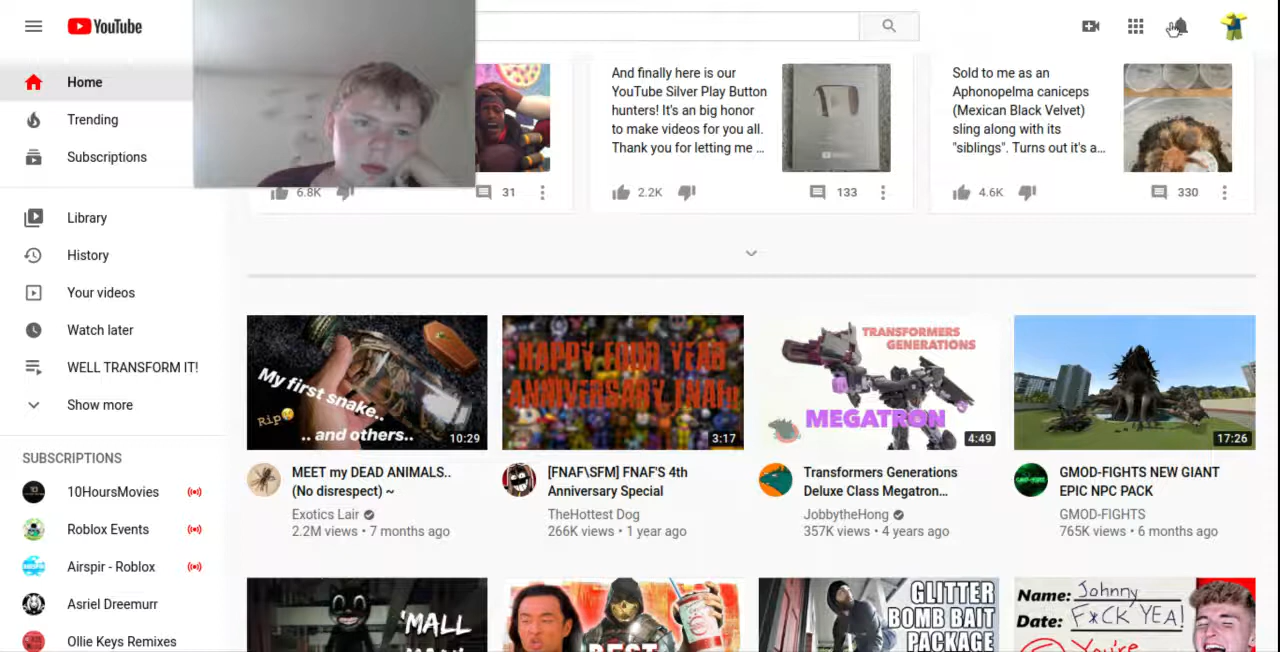 YouTube
Home
Trending
Subscriptions
Library
History
Your videos
Watch later
WELL TRANSFORM IT!
Show more
SUBSCRIPTIONS
10HoursMovies
Roblox Events
Airspir - Roblox
Asriel Dreemurr
Ollie Keys Remixes
6.8K
31
And finally here is our
YouTube Silver Play Button
hunters! It's an big honor
to make videos for you all.
Thank you for letting me ...
2.2K
133
Sold to me as an
Aphonopelma caniceps
(Mexican Black Velvet)
sling along with its
"siblings". Turns out it's a...
4.6K
330
My first snake..
Rip
.. and others..
10:29
MEET my DEAD ANIMALS..
(No disrespect) ~
Exotics Lair
2.2M views • 7 months ago
HAPPY FOUR YEAR
ANNIVERSARY FNAF!
3:17
[FNAF\SFM] FNAF'S 4th
Anniversary Special
TheHottest Dog
266K views • 1 year ago
TRANSFORMERS
GENERATIONS
MEGATRON
4:49
Transformers Generations
Deluxe Class Megatron...
JobbytheHong
357K views • 4 years ago
17:26
GMOD-FIGHTS NEW GIANT
EPIC NPC PACK
GMOD-FIGHTS
765K views • 6 months ago
'MALL
BEST
GLITTER
BOMB BAIT
PACKAGE
Name: Johnny
Date: F*CK YEA!
You're